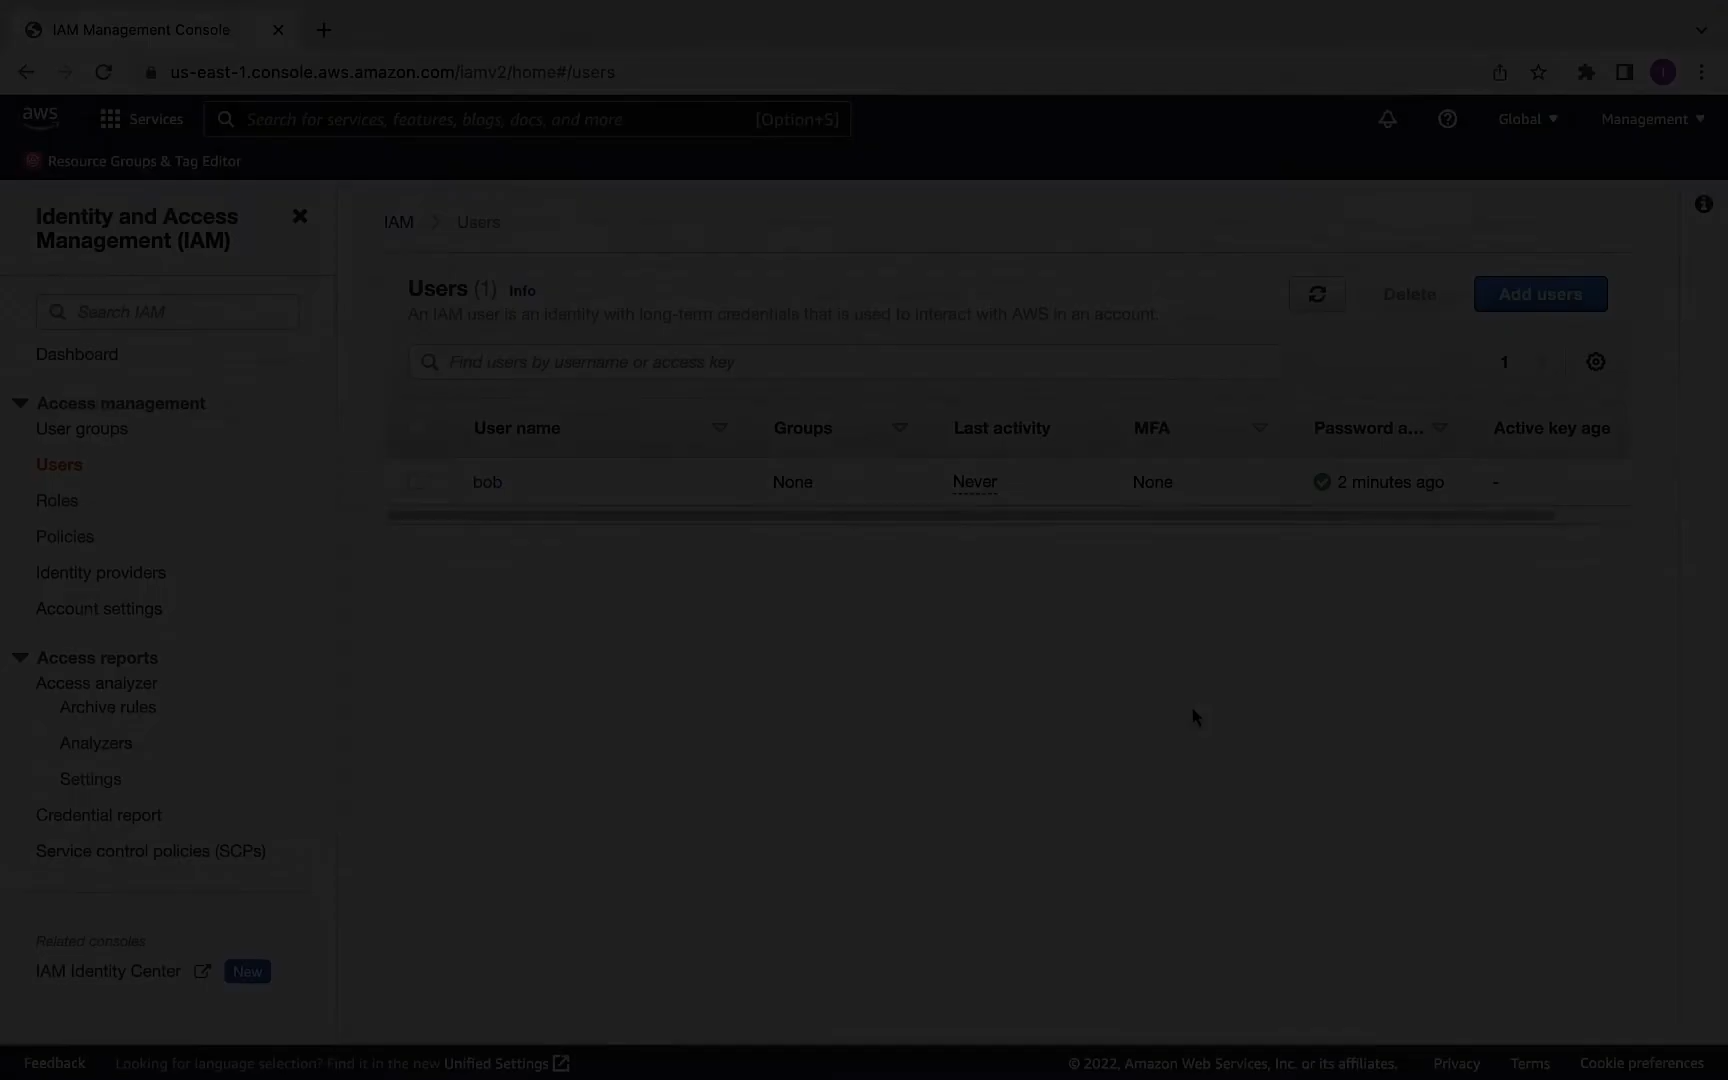 IAM Management Console
us-east-1.console.aws.amazon.com/iamv2/home#/users
aws
Services
Search for services, features, blogs, docs, and more
[Option+S]
Global
Management
Resource Groups & Tag Editor
Identity and Access
Management (IAM)
Search IAM
Dashboard
Access management
User groups
Users
Roles
Policies
Identity providers
Account settings
Access reports
Access analyzer
Archive rules
Analyzers
Settings
Credential report
Service control policies (SCPs)
Related consoles
IAM Identity Center
New
IAM
Users
Users (1) Info
An IAM user is an identity with long-term credentials that is used to interact with AWS in an account.
Delete
Add users
Find users by username or access key
1
User name Groups Last activity MFA Password a... Active key age
bob None Never None 2 minutes ago -
Feedback
Looking for language selection? Find it in the new Unified Settings
© 2022, Amazon Web Services, Inc. or its affiliates.
Privacy
Terms
Cookie preferences